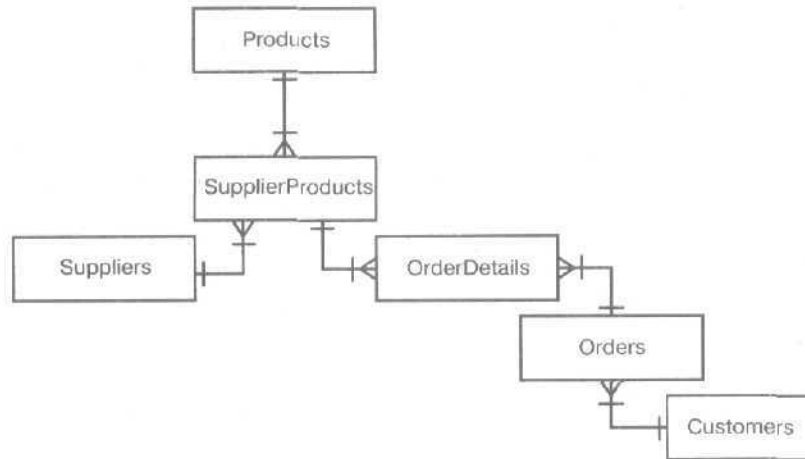 Products
SupplierProducts
Suppliers
OrderDetails
Orders
Customers